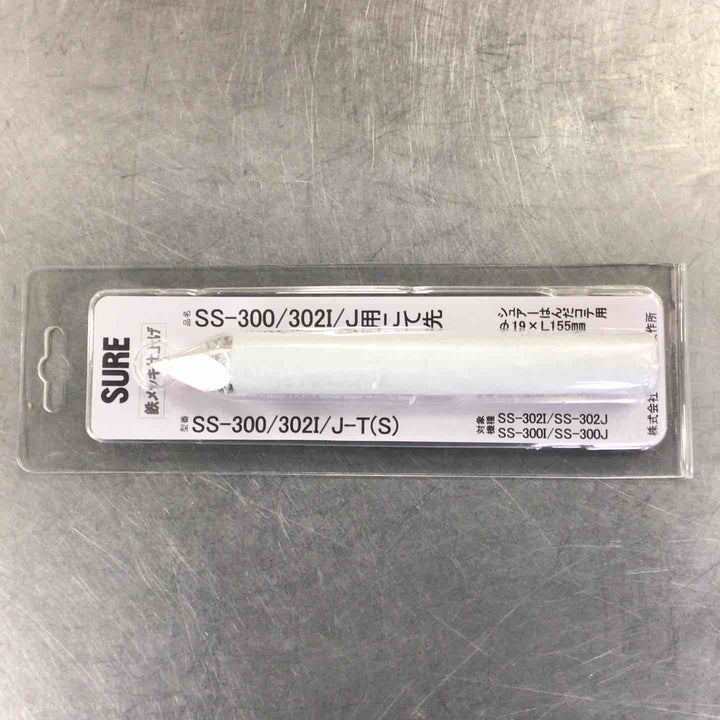 SURE
鉄メッキ仕上げ
品名 SS-300/302I/J用こて先
シュアーはんだコテ用
φ19×L155mm
型番 SS-300/302I/J-T(S)
対象機種 SS-302I/SS-302J
SS-300I/SS-300J
株式会社
作所